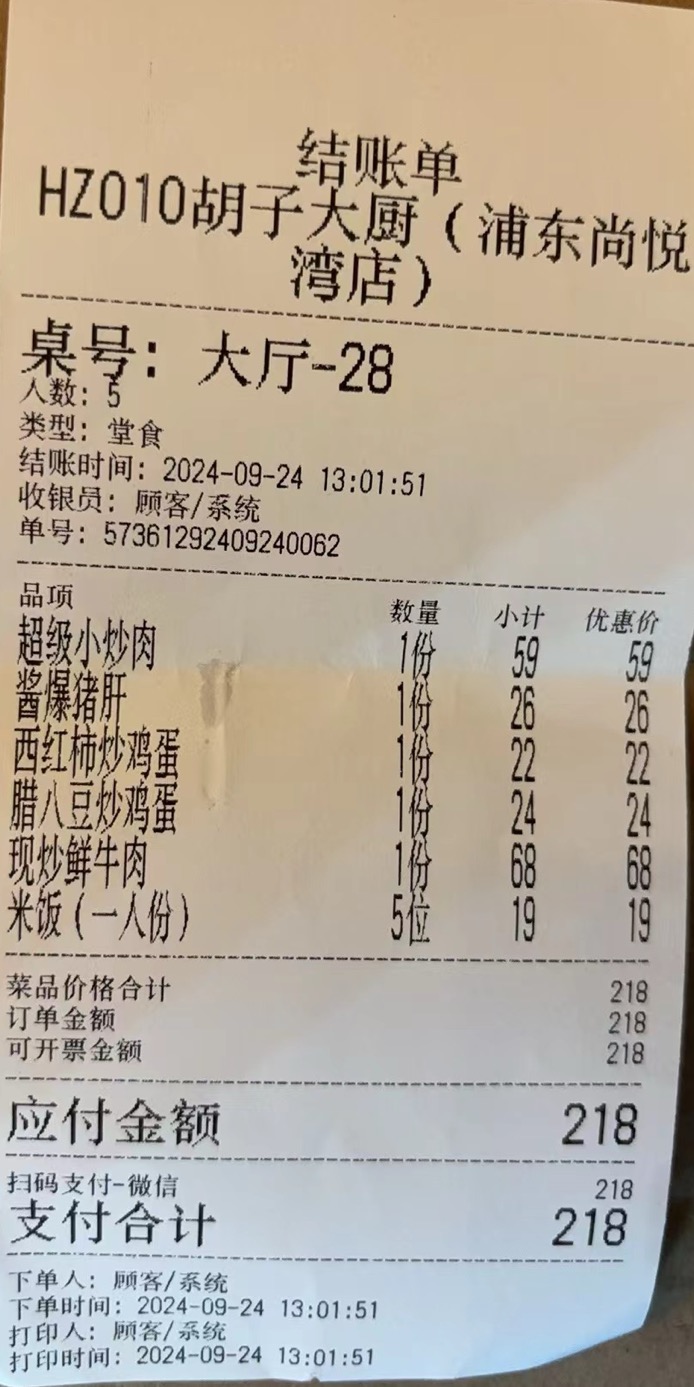 结账单
HZ010胡子大厨(浦东尚悦
湾店)
桌号: 大厅-28
人数: 5
类型: 堂食
结账时间: 2024-09-24 13:01:51
收银员: 顾客/系统
单号: 57361292409240062
品项 数量 小计 优惠价
超级小炒肉 1份 59 59
酱爆猪肝 1份 26 26
西红柿炒鸡蛋 1份 22 22
腊八豆炒鸡蛋 1份 24 24
现炒鲜牛肉 1份 68 68
米饭(一人份) 5位 19 19
菜品价格合计 218
订单金额 218
可开票金额 218
应付金额 218
扫码支付-微信 218
支付合计 218
下单人: 顾客/系统
下单时间: 2024-09-24 13:01:51
打印人: 顾客/系统
打印时间: 2024-09-24 13:01:51